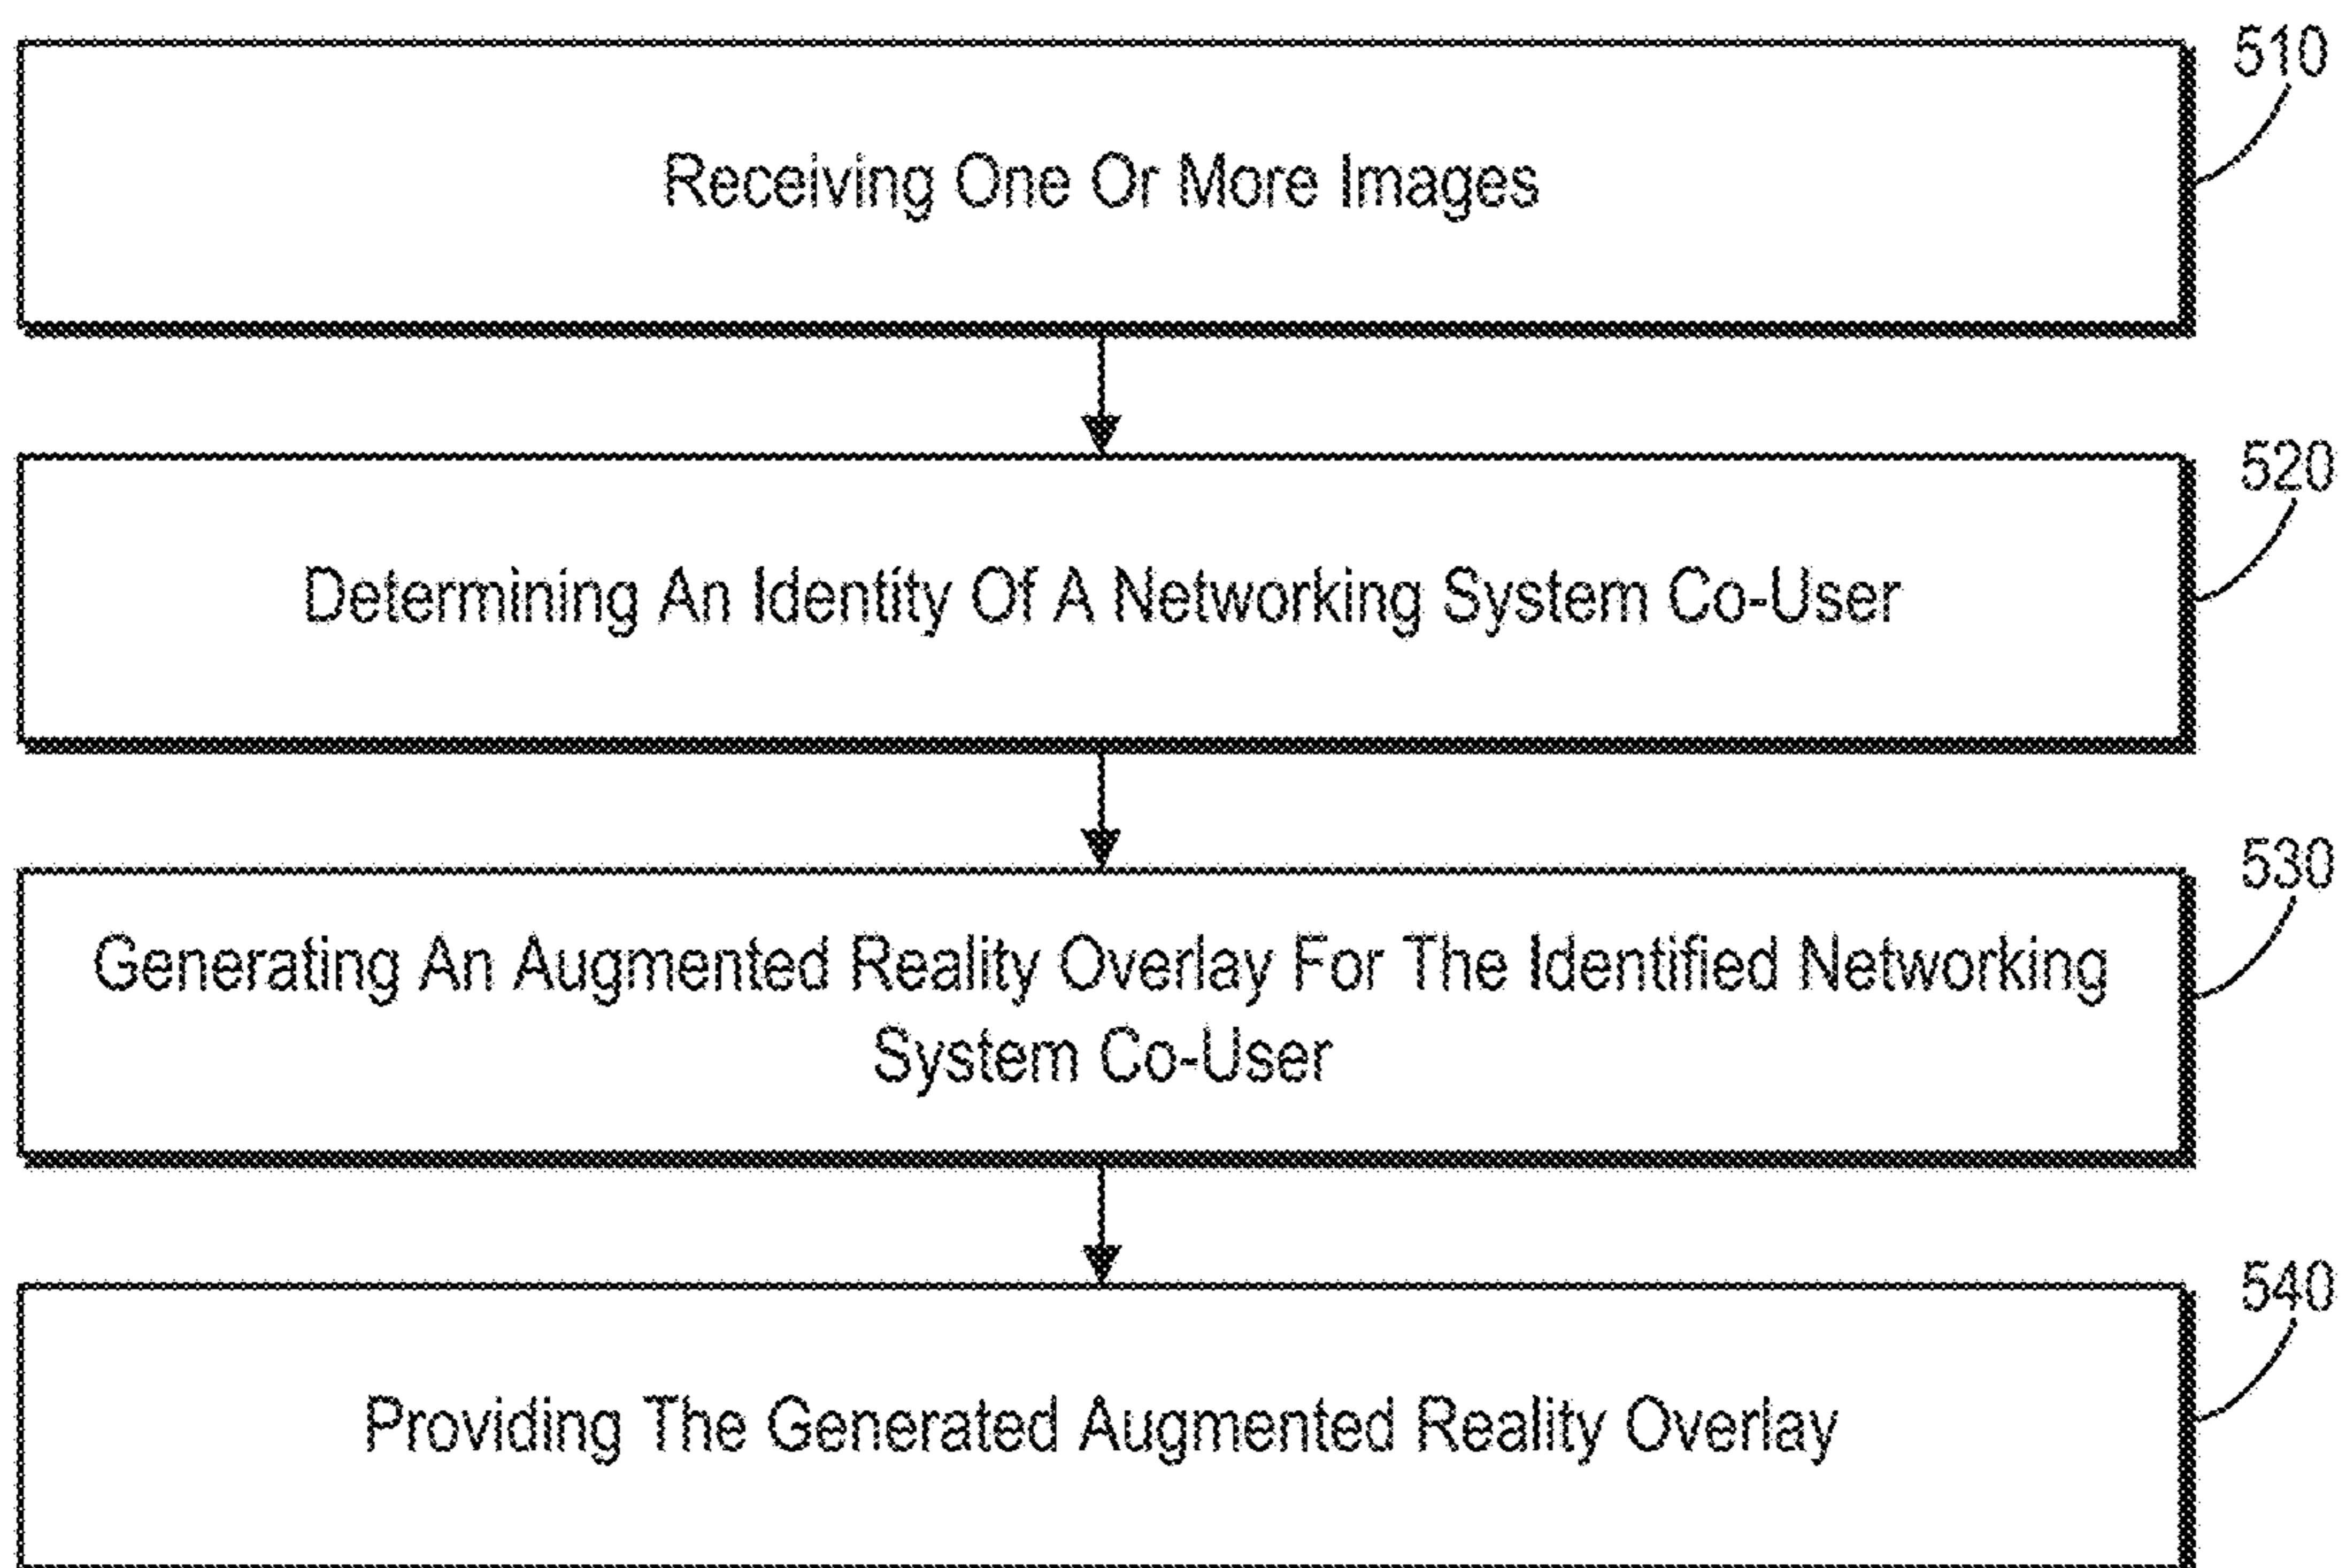 510
Receiving One Or More Images
520
Determining An Identity Of A Networking System Co-User
530
Generating An Augmented Reality Overlay For The Identified Networking
System Co-User
540
Providing The Generated Augmented Reality Overlay